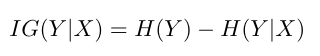 IG(Y|X) = H(Y) − H(Y|X)